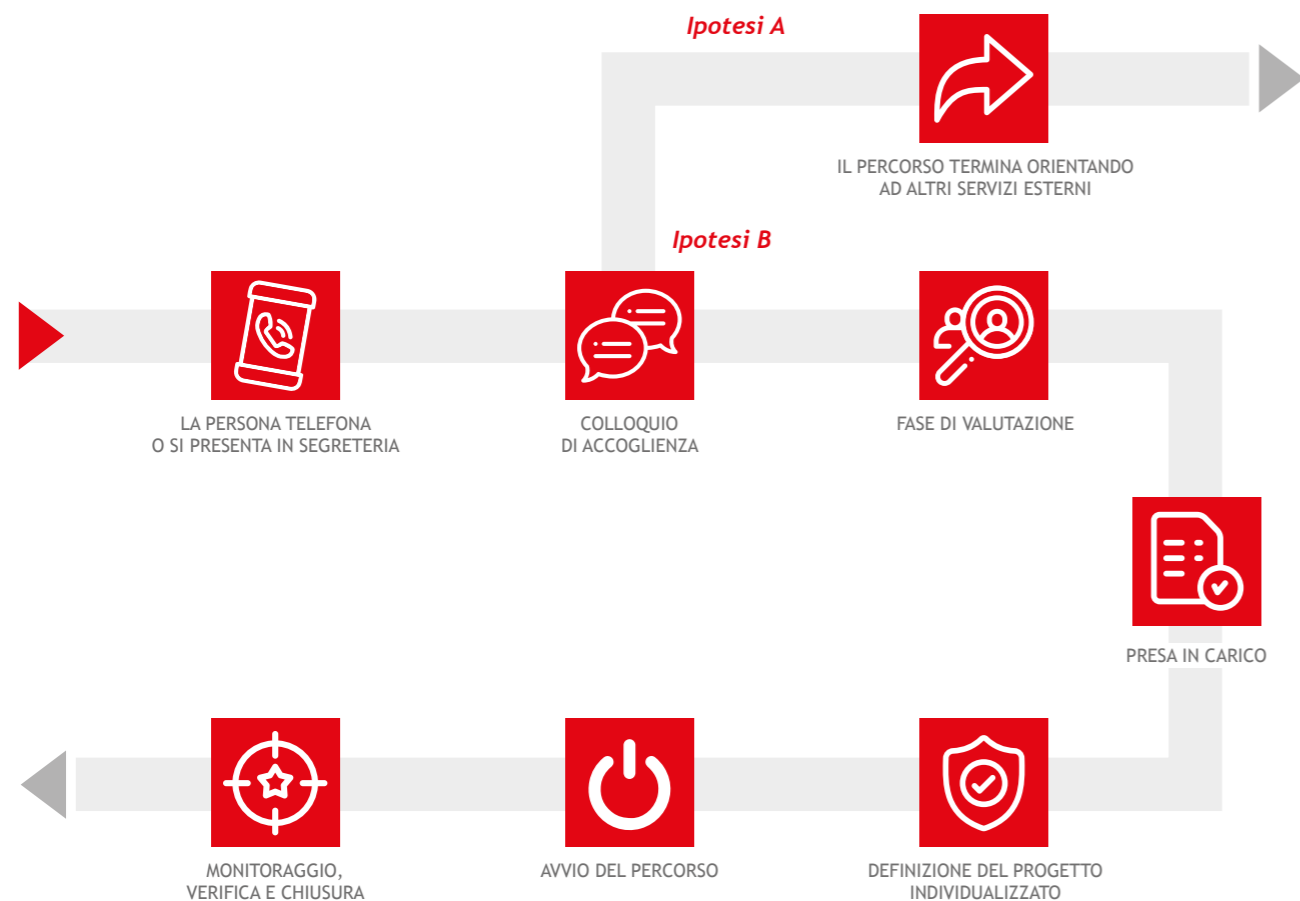 Ipotesi A
IL PERCORSO TERMINA ORIENTANDO
AD ALTRI SERVIZI ESTERNI
Ipotesi B
LA PERSONA TELEFONA
O SI PRESENTA IN SEGRETERIA
COLLOQUIO
DI ACCOGLIENZA
FASE DI VALUTAZIONE
PRESA IN CARICO
DEFINIZIONE DEL PROGETTO
INDIVIDUALIZZATO
AVVIO DEL PERCORSO
MONITORAGGIO,
VERIFICA E CHIUSURA